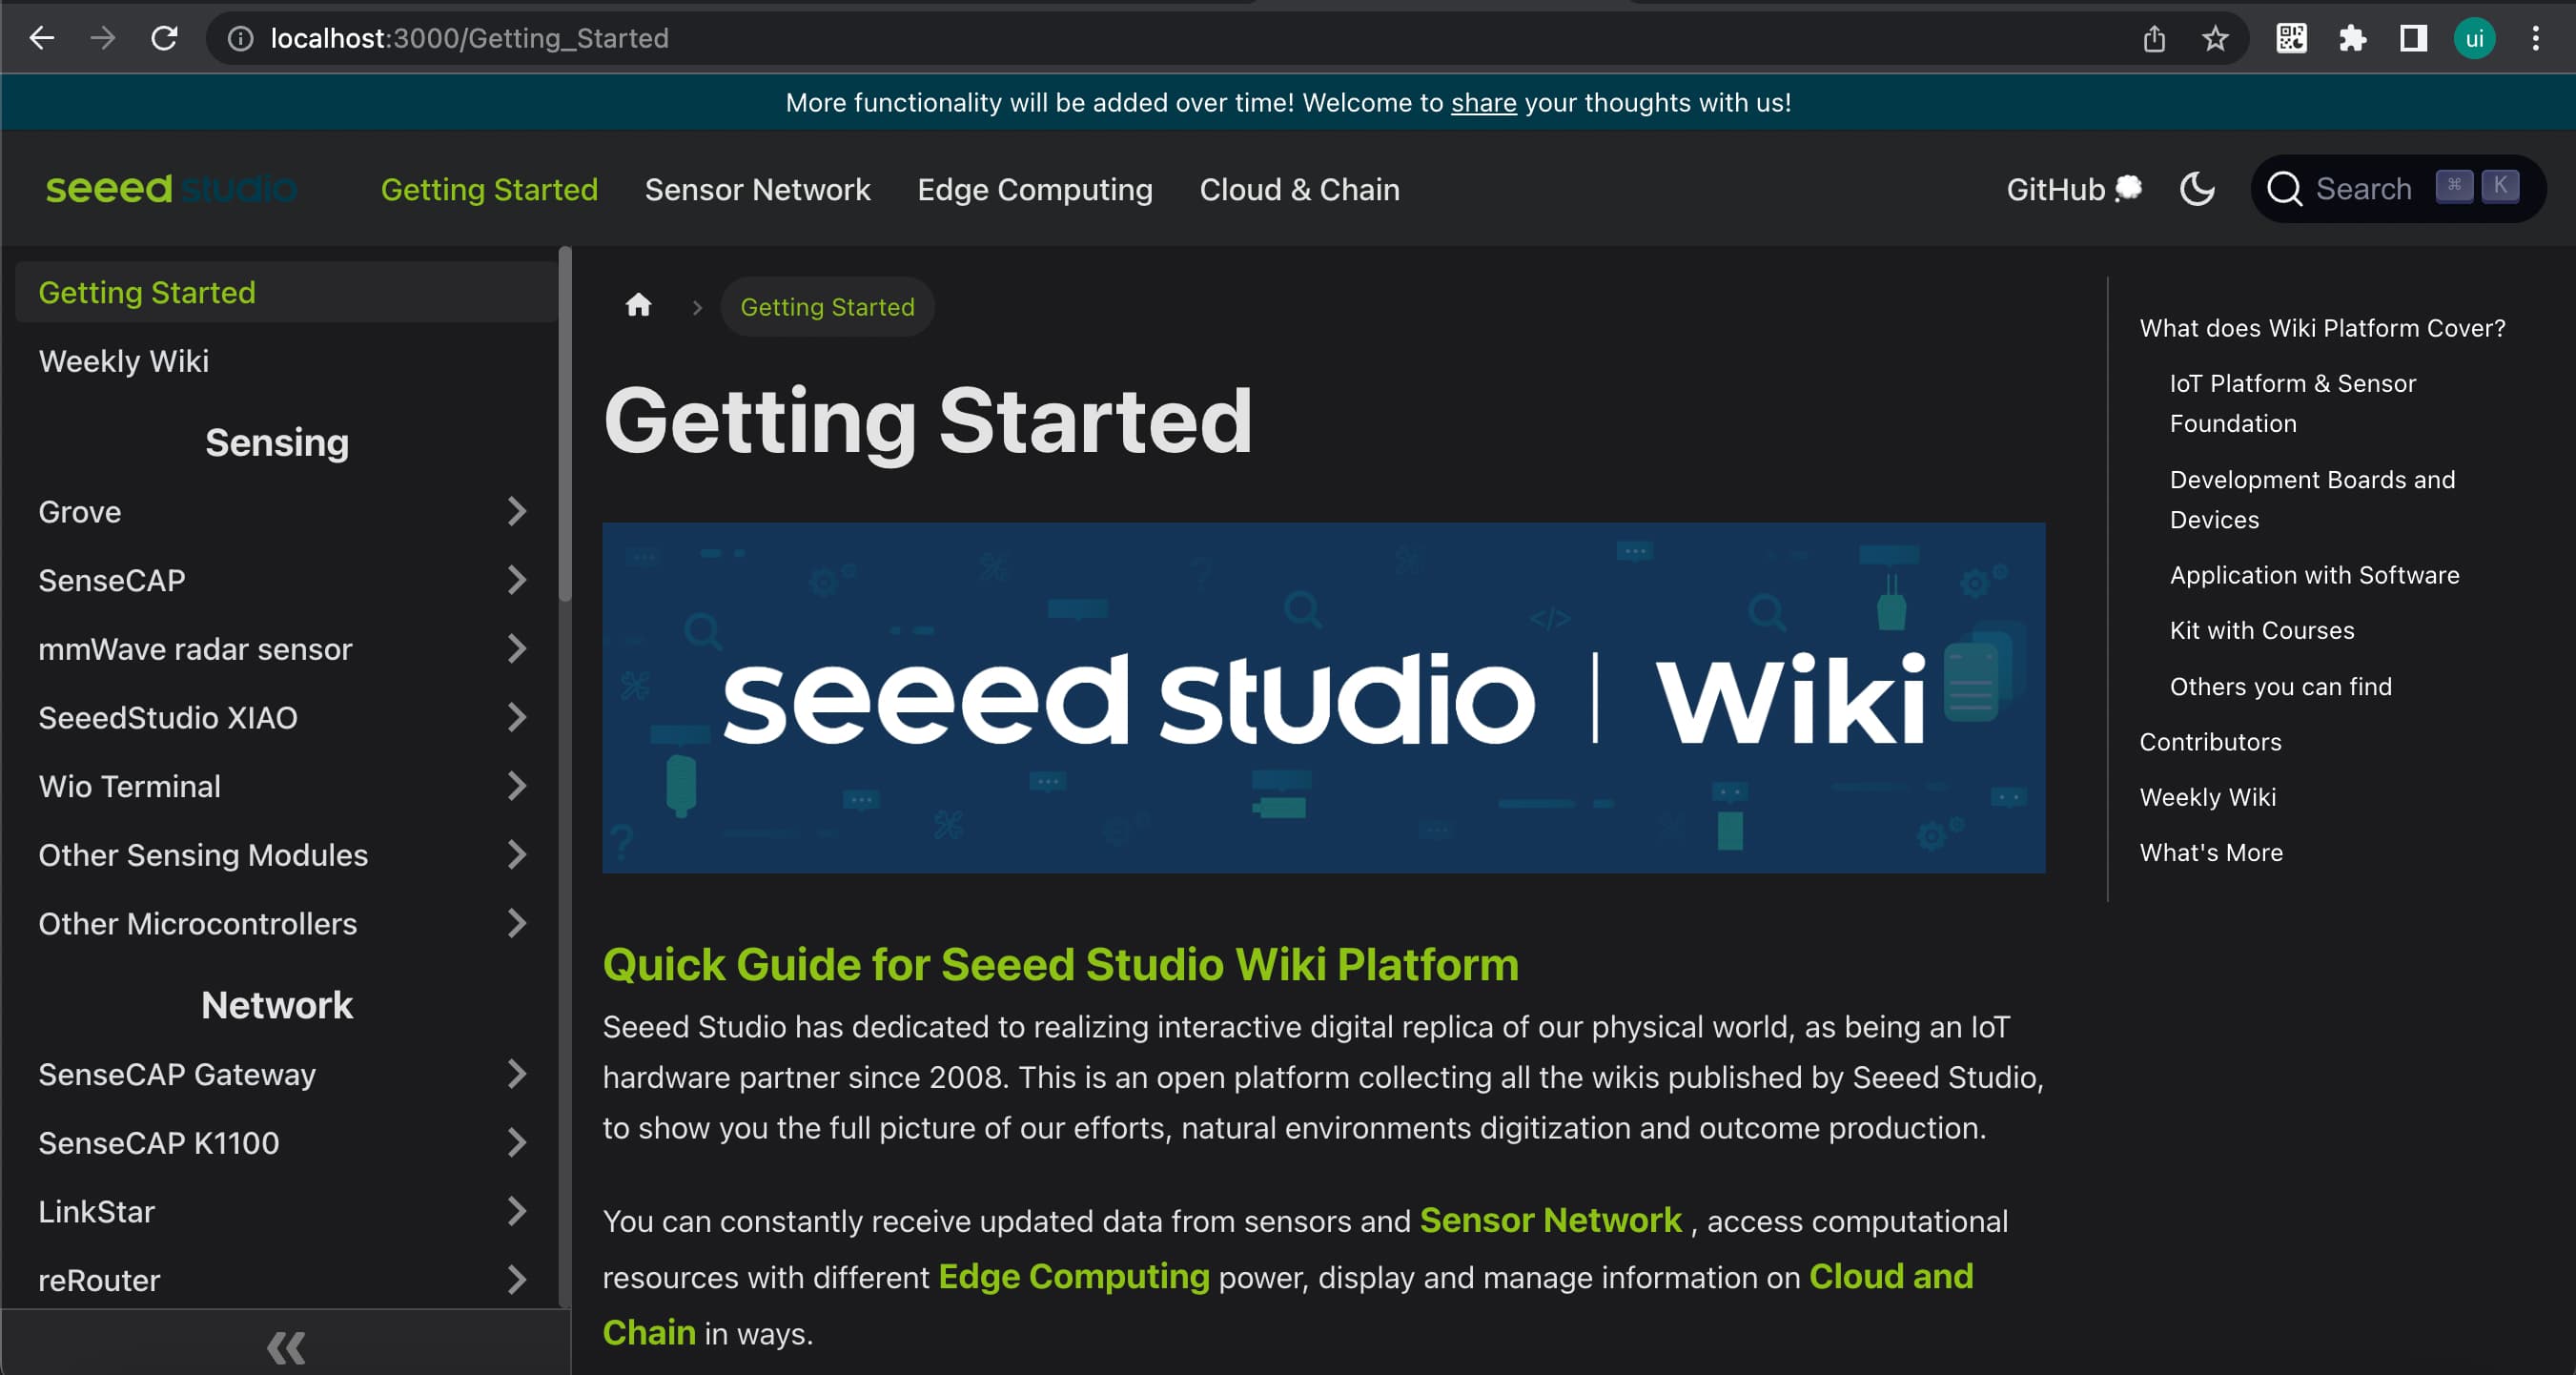 localhost:3000/Getting_Started
ui
More functionality will be added over time! Welcome to share your thoughts with us!
seeed studio
Getting Started
Sensor Network
Edge Computing
Cloud & Chain
GitHub💭
Search ⌘ K
Getting Started
Weekly Wiki
Sensing
Grove
SenseCAP
mmWave radar sensor
SeeedStudio XIAO
Wio Terminal
Other Sensing Modules
Other Microcontrollers
Network
SenseCAP Gateway
SenseCAP K1100
LinkStar
reRouter
Getting Started
Getting Started
seeed studio | Wiki
Quick Guide for Seeed Studio Wiki Platform
Seeed Studio has dedicated to realizing interactive digital replica of our physical world, as being an IoT
hardware partner since 2008. This is an open platform collecting all the wikis published by Seeed Studio,
to show you the full picture of our efforts, natural environments digitization and outcome production.
You can constantly receive updated data from sensors and Sensor Network , access computational
resources with different Edge Computing power, display and manage information on Cloud and
Chain in ways.
What does Wiki Platform Cover?
IoT Platform & Sensor
Foundation
Development Boards and
Devices
Application with Software
Kit with Courses
Others you can find
Contributors
Weekly Wiki
What's More